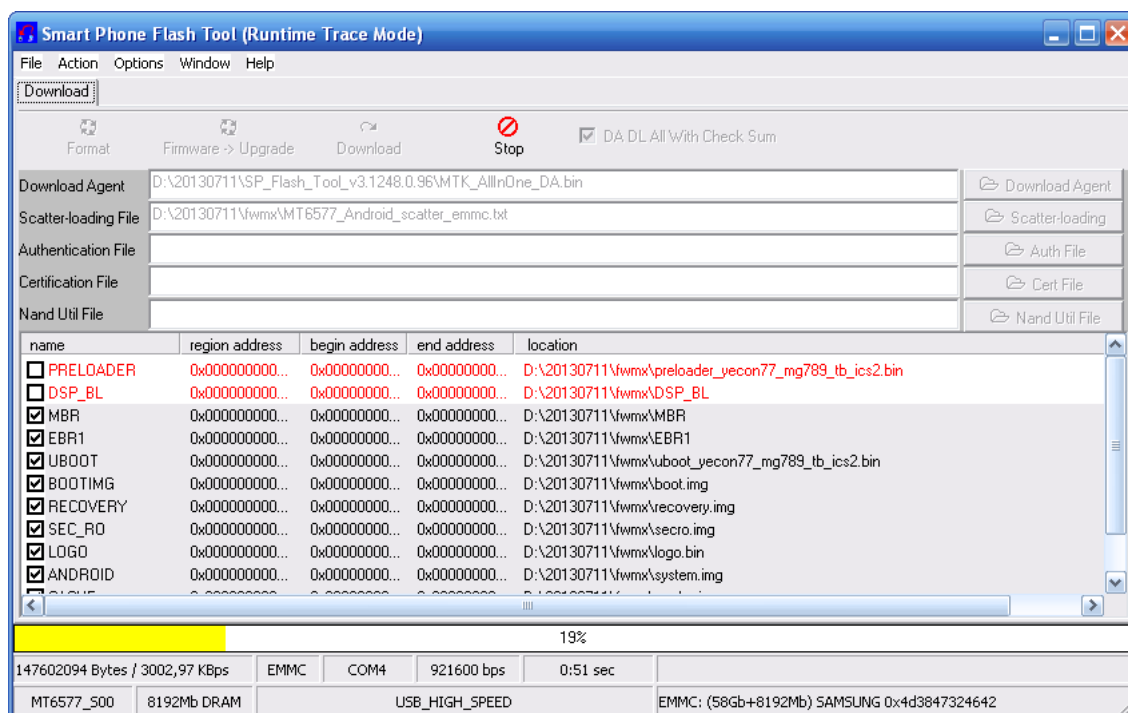 Smart Phone Flash Tool (Runtime Trace Mode)
File Action Options Window Help
Download
Format Firmware -> Upgrade Download Stop DA DL All With Check Sum
Download Agent D:\20130711\SP_Flash_Tool_v3.1248.0.96\MTK_AllInOne_DA.bin Download Agent
Scatter-loading File D:\20130711\fwmx\MT6577_Android_scatter_emmc.txt Scatter-loading
Authentication File Auth File
Certification File Cert File
Nand Util File Nand Util File
name region address begin address end address location
PRELOADER 0x000000000... 0x00000000... 0x00000000... D:\20130711\fwmx\preloader_yecon77_mg789_tb_ics2.bin
DSP_BL 0x000000000... 0x00000000... 0x00000000... D:\20130711\fwmx\DSP_BL
MBR 0x000000000... 0x00000000... 0x00000000... D:\20130711\fwmx\MBR
EBR1 0x000000000... 0x00000000... 0x00000000... D:\20130711\fwmx\EBR1
UBOOT 0x000000000... 0x00000000... 0x00000000... D:\20130711\fwmx\uboot_yecon77_mg789_tb_ics2.bin
BOOTIMG 0x000000000... 0x00000000... 0x00000000... D:\20130711\fwmx\boot.img
RECOVERY 0x000000000... 0x00000000... 0x00000000... D:\20130711\fwmx\recovery.img
SEC_RO 0x000000000... 0x00000000... 0x00000000... D:\20130711\fwmx\secro.img
LOGO 0x000000000... 0x00000000... 0x00000000... D:\20130711\fwmx\logo.bin
ANDROID 0x000000000... 0x00000000... 0x00000000... D:\20130711\fwmx\system.img
19%
147602094 Bytes / 3002,97 KBps EMMC COM4 921600 bps 0:51 sec
MT6577_S00 8192Mb DRAM USB_HIGH_SPEED EMMC: (58Gb+8192Mb) SAMSUNG 0x4d3847324642